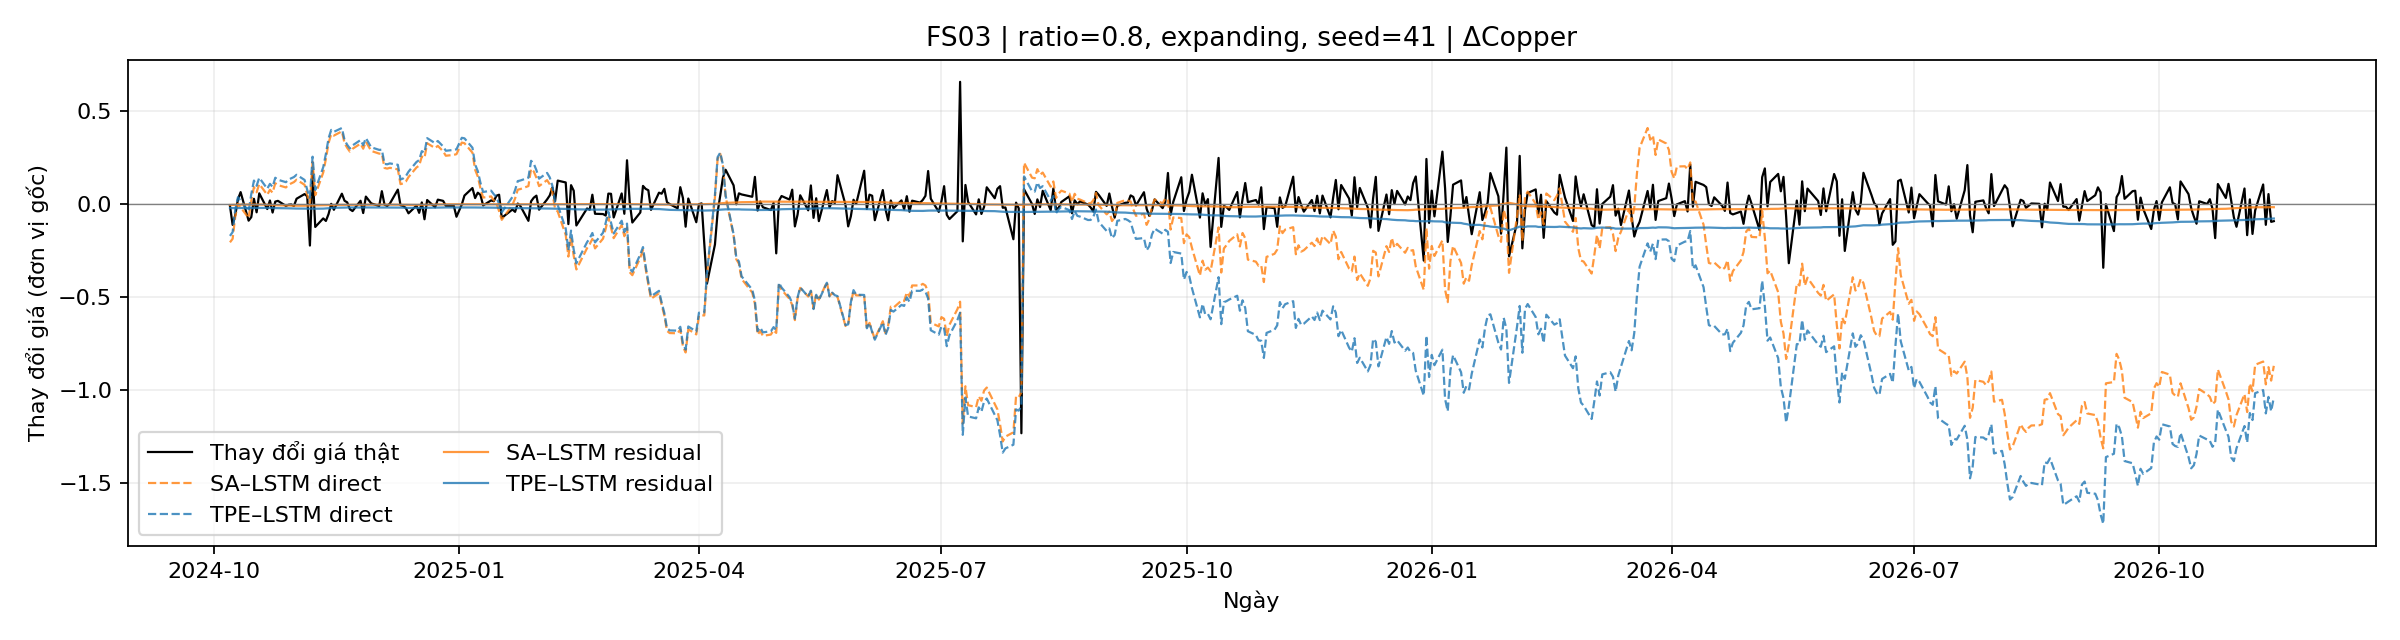 FS03 | ratio=0.8, expanding, seed=41 | ΔCopper
Thay đổi giá (đơn vị gốc)
0.5
0.0
−0.5
−1.0
−1.5
Thay đổi giá thật
SA–LSTM direct
TPE–LSTM direct
SA–LSTM residual
TPE–LSTM residual
2024-10
2025-01
2025-04
2025-07
2025-10
2026-01
2026-04
2026-07
2026-10
Ngày